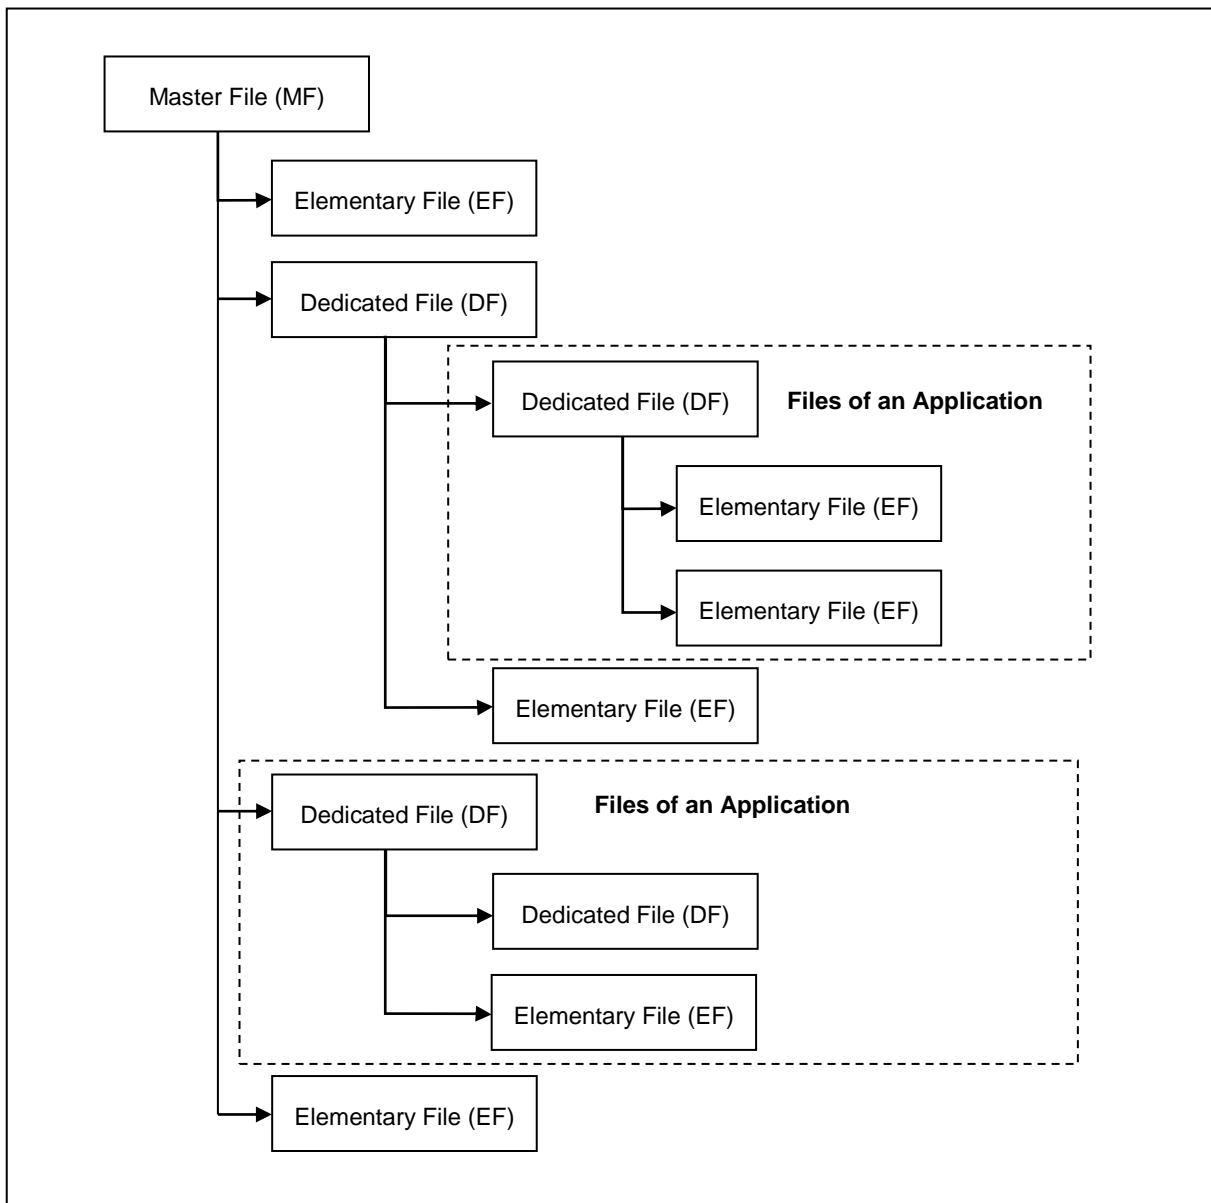 Master File (MF)
Elementary File (EF)
Dedicated File (DF)
Dedicated File (DF)
Files of an Application
Elementary File (EF)
Elementary File (EF)
Elementary File (EF)
Dedicated File (DF)
Files of an Application
Dedicated File (DF)
Elementary File (EF)
Elementary File (EF)